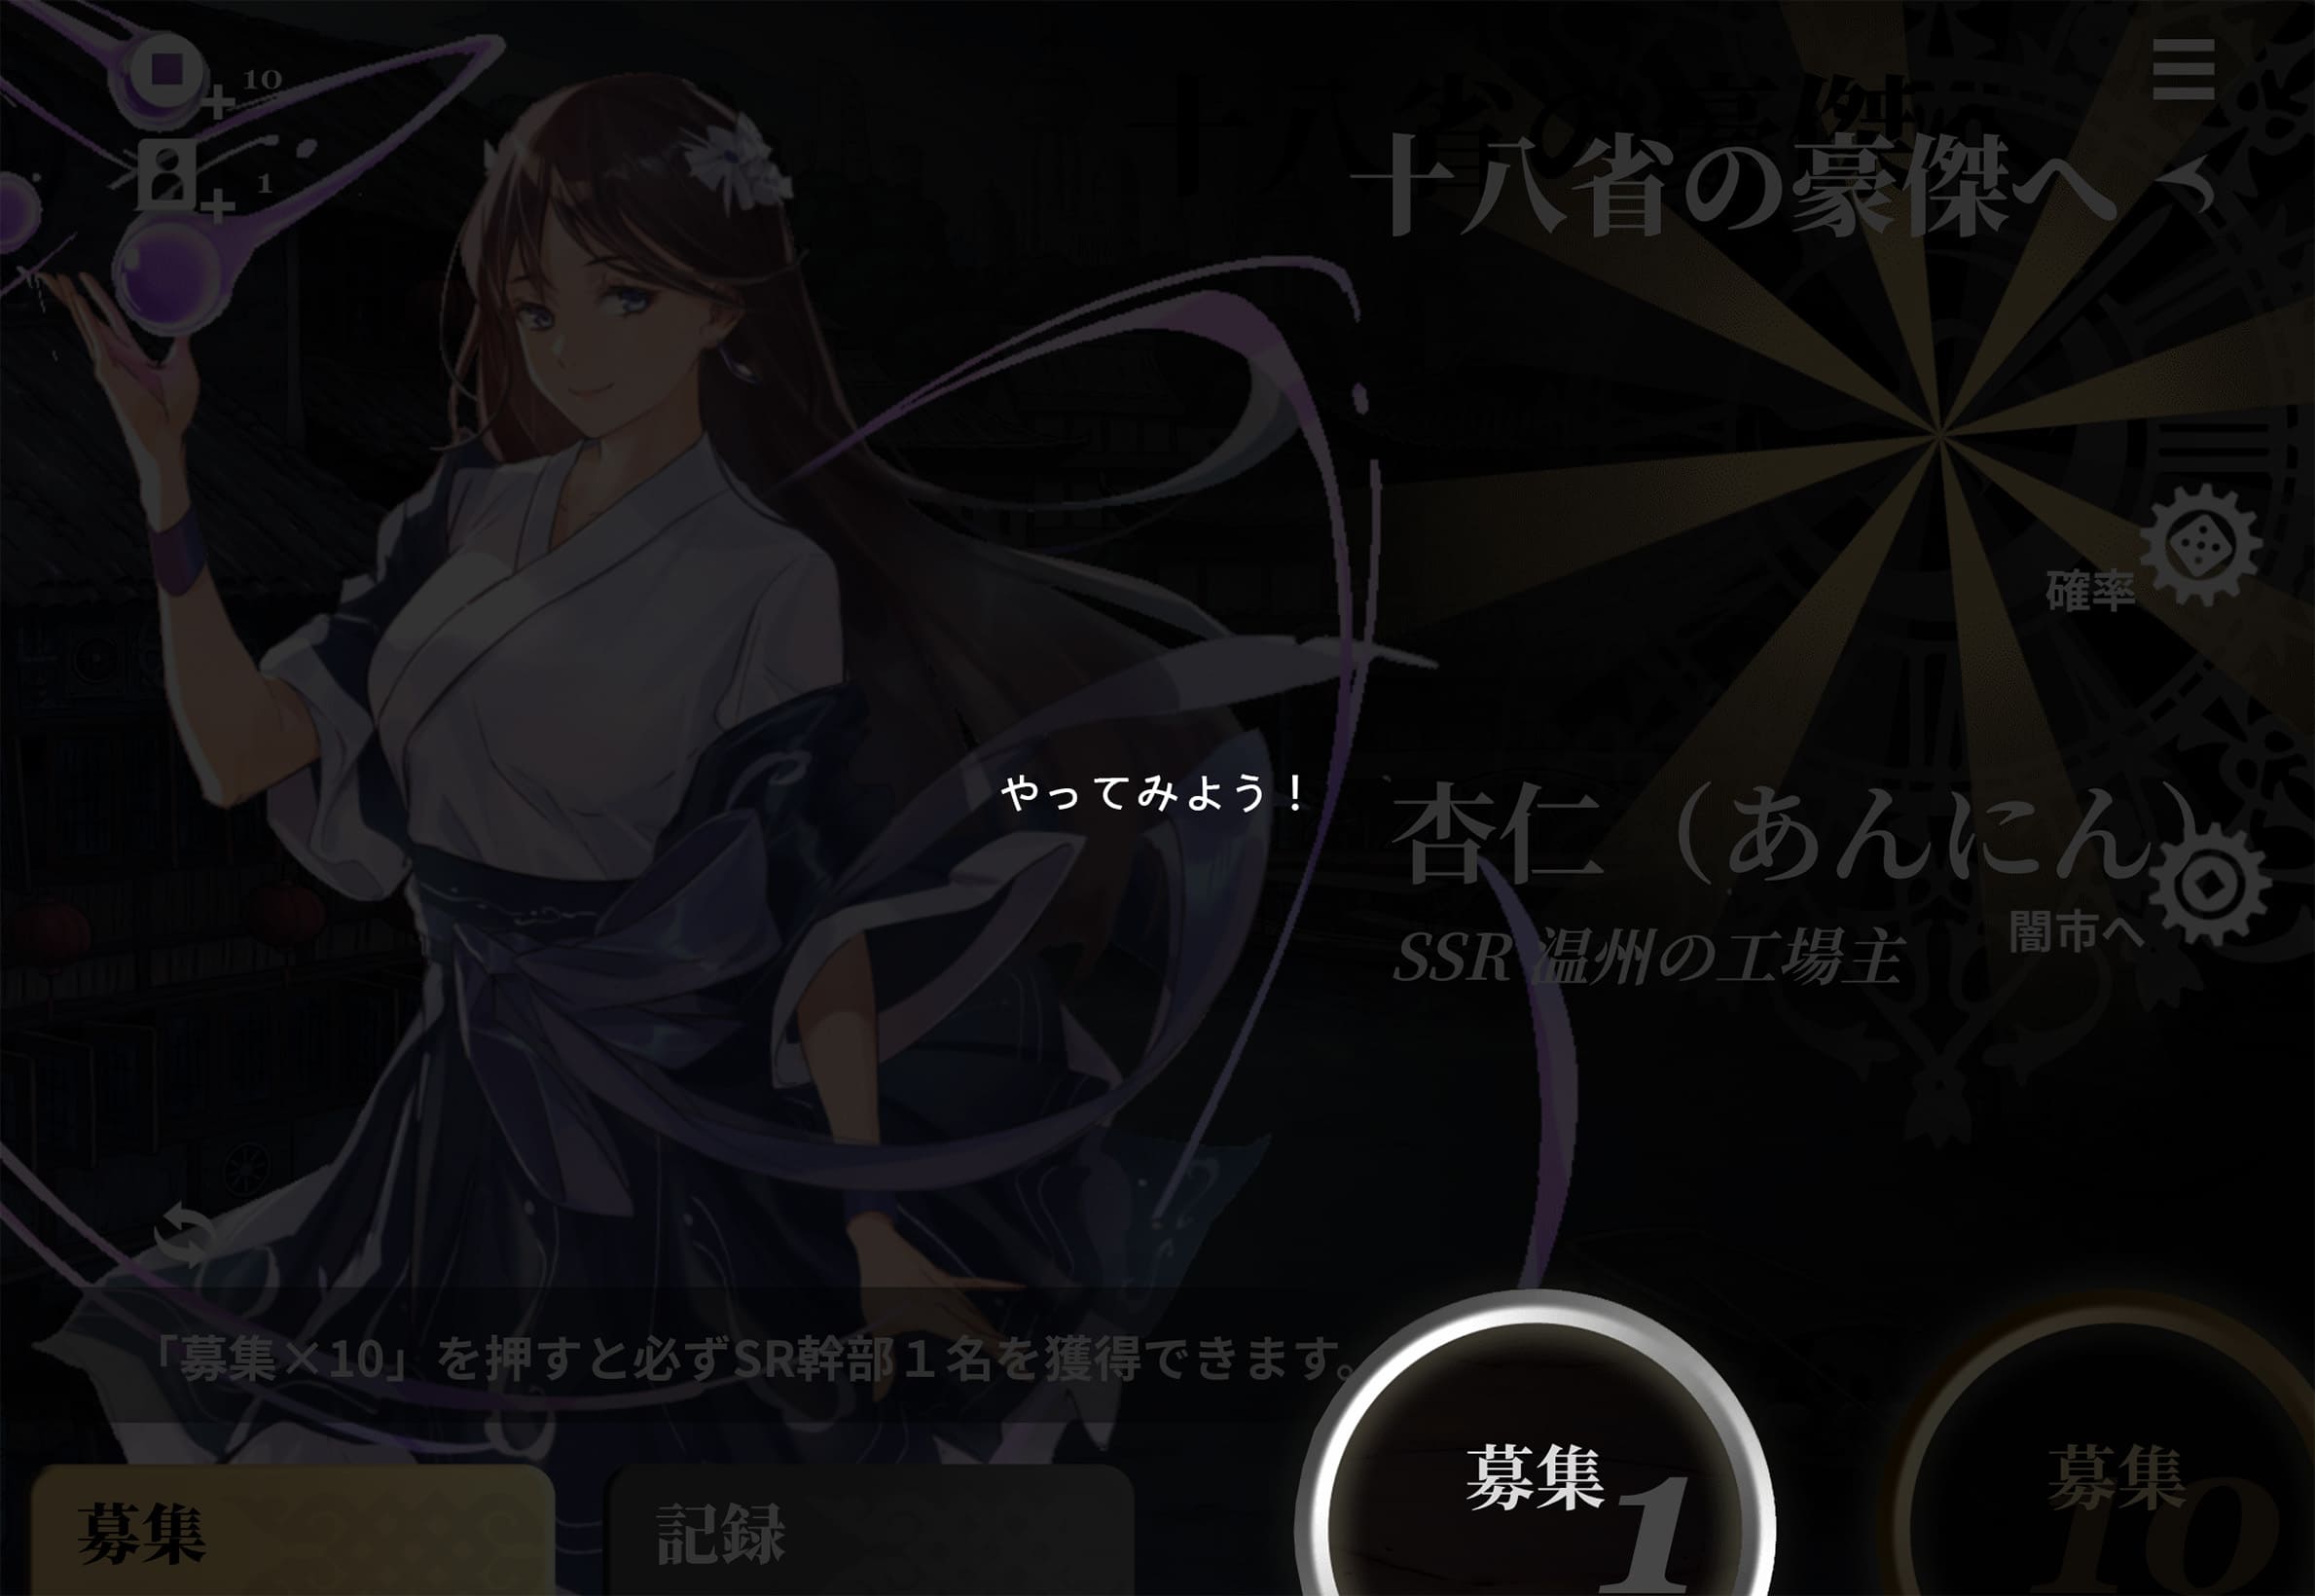 10
1
十八省の豪傑へ
確率
やってみよう！
杏仁（あんにん）
SSR 温州の工場主
闇市へ
「募集×10」を押すと必ずSR幹部１名を獲得できます。
募集
記録
募集
1
募集
10